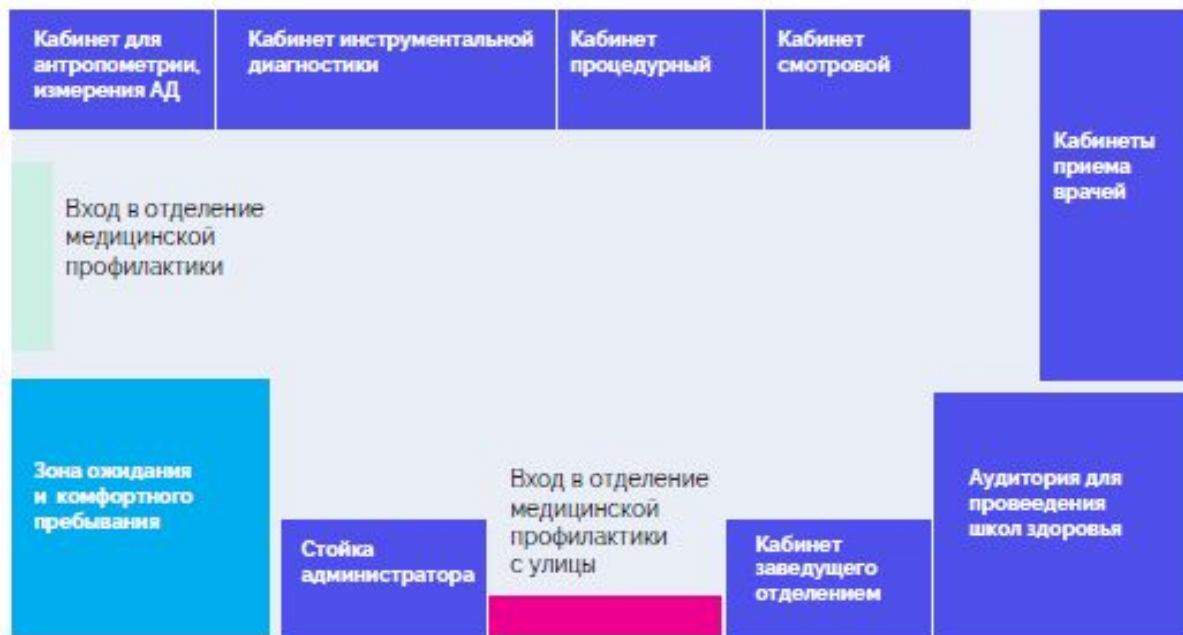 Кабинет для
антропометрии,
измерения АД
Кабинет инструментальной
диагностики
Кабинет
процедурный
Кабинет
смотровой
Кабинеты
приема
врачей
Вход в отделение
медицинской
профилактики
Зона ожидания
и комфортного
пребывания
Стойка
администратора
Вход в отделение
медицинской
профилактики
с улицы
Кабинет
заведущего
отделением
Аудитория для
провеедения
школ здоровья